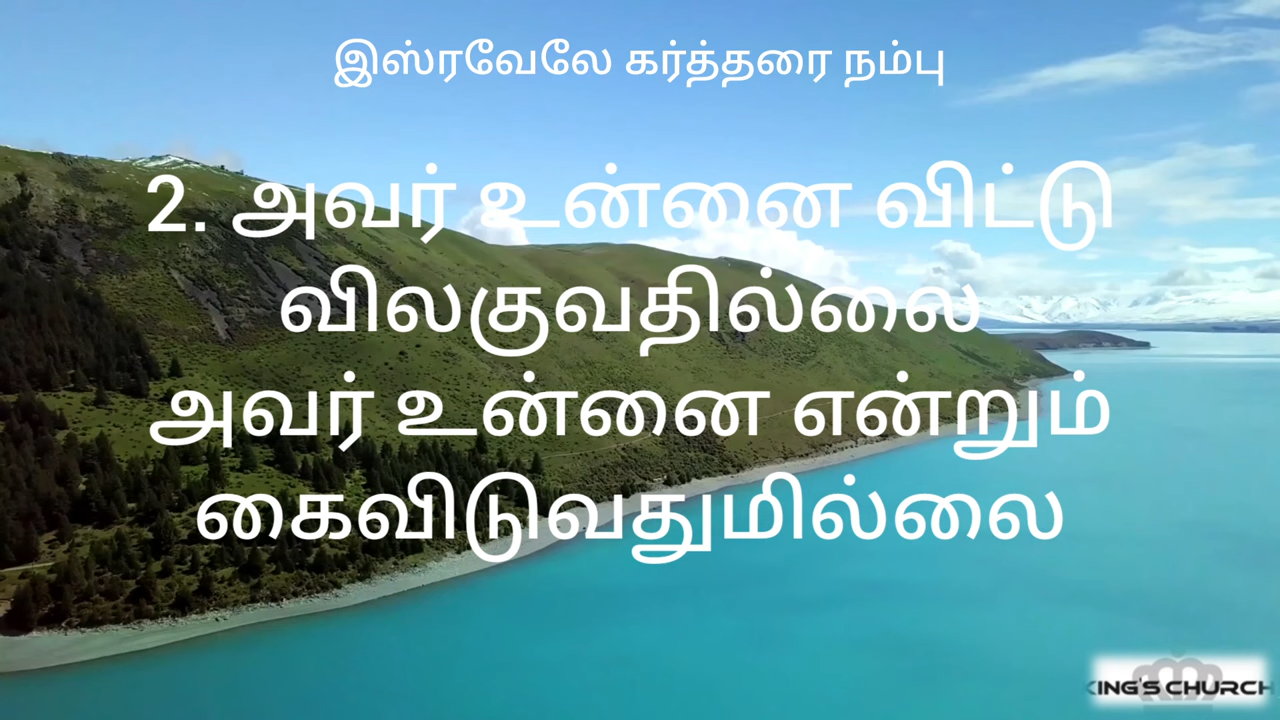 இஸ்ரவேலே கர்த்தரை நம்பு
2. அவர் உன்னை விட்டு
விலகுவதில்லை
அவர் உன்னை என்றும்
கைவிடுவதுமில்லை
KING'S CHURCH